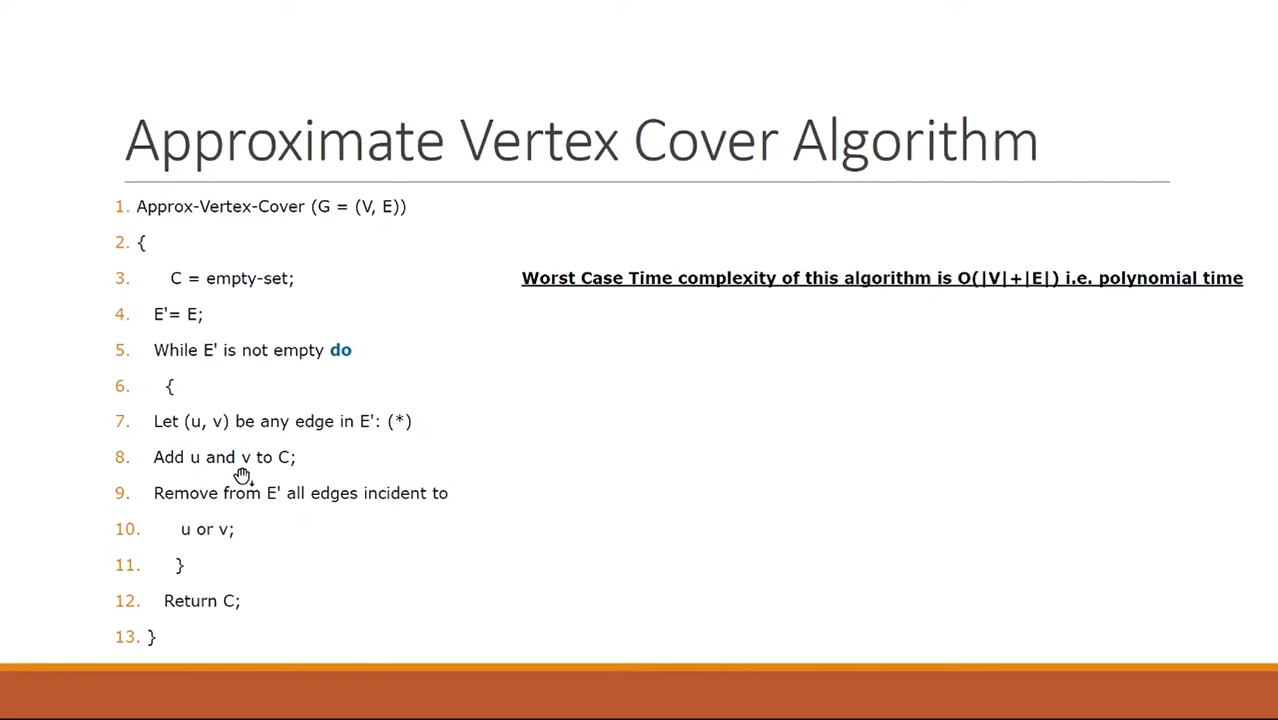 Approximate Vertex Cover Algorithm
1. Approx-Vertex-Cover (G = (V, E))
2. {
3. C = empty-set;
Worst Case Time complexity of this algorithm is O(|V|+|E|) i.e. polynomial time
4. E'= E;
5. While E' is not empty do
6. {
7. Let (u, v) be any edge in E': (*)
8. Add u and v to C;
9. Remove from E' all edges incident to
10. u or v;
11. }
12. Return C;
13. }